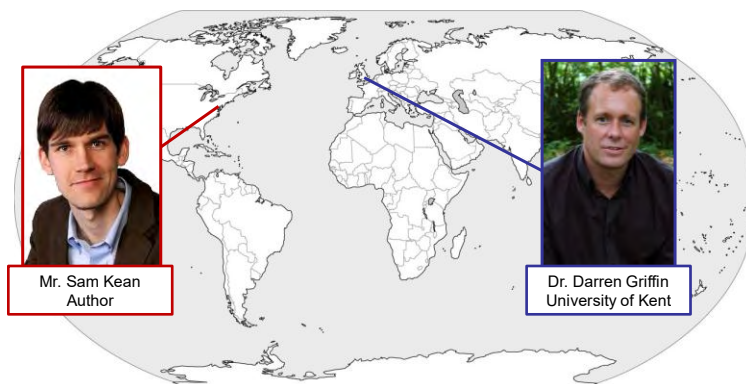 Mr. Sam Kean
Author
Dr. Darren Griffin
University of Kent